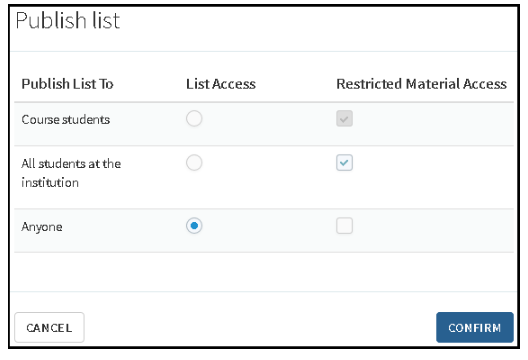 Publish list
Publish List To List Access Restricted Material Access
Course students
All students at the
institution
Anyone
CANCEL CONFIRM